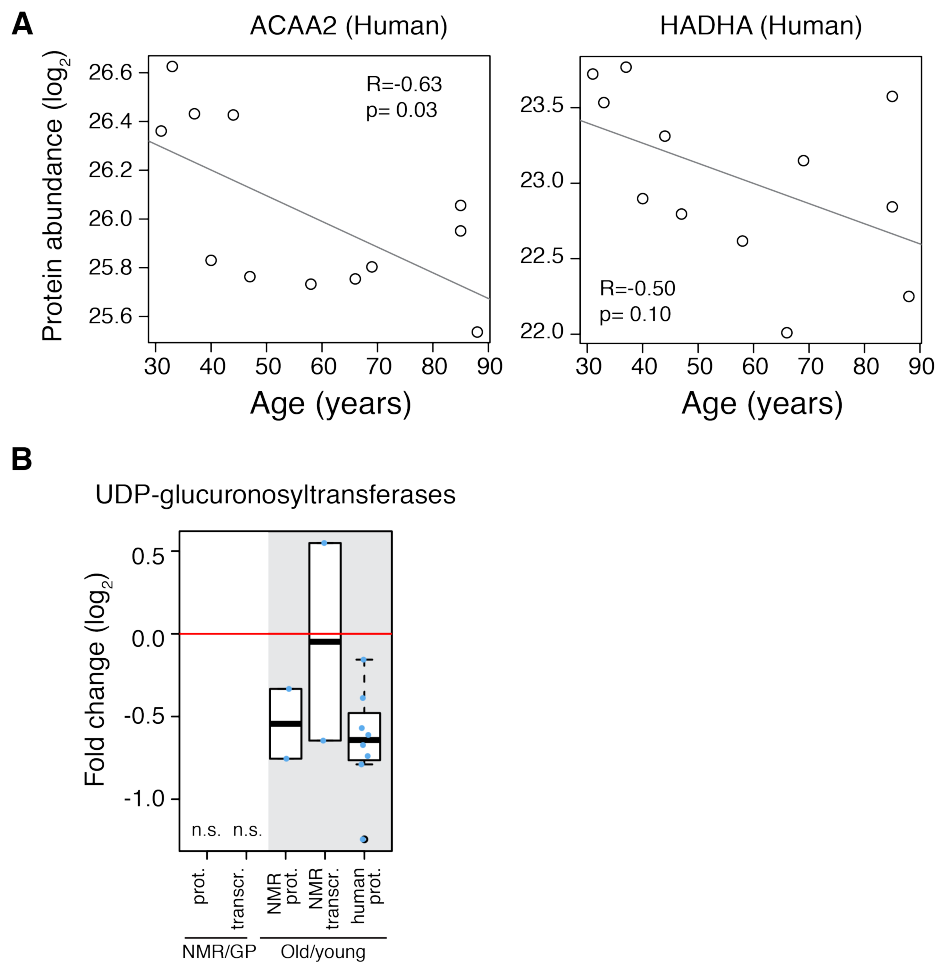 A
ACAA2 (Human)
HADHA (Human)
Protein abundance (log2)
26.6
26.4
26.2
26.0
25.8
25.6
R=-0.63
p= 0.03
30 40 50 60 70 80 90
Age (years)
23.5
23.0
22.5
22.0
R=-0.50
p= 0.10
30 40 50 60 70 80 90
Age (years)
B
UDP-glucuronosyltransferases
Fold change (log2)
0.5
0.0
-0.5
-1.0
n.s. n.s.
prot.
transcr.
NMR
prot.
NMR
transcr.
human
prot.
NMR/GP
Old/young